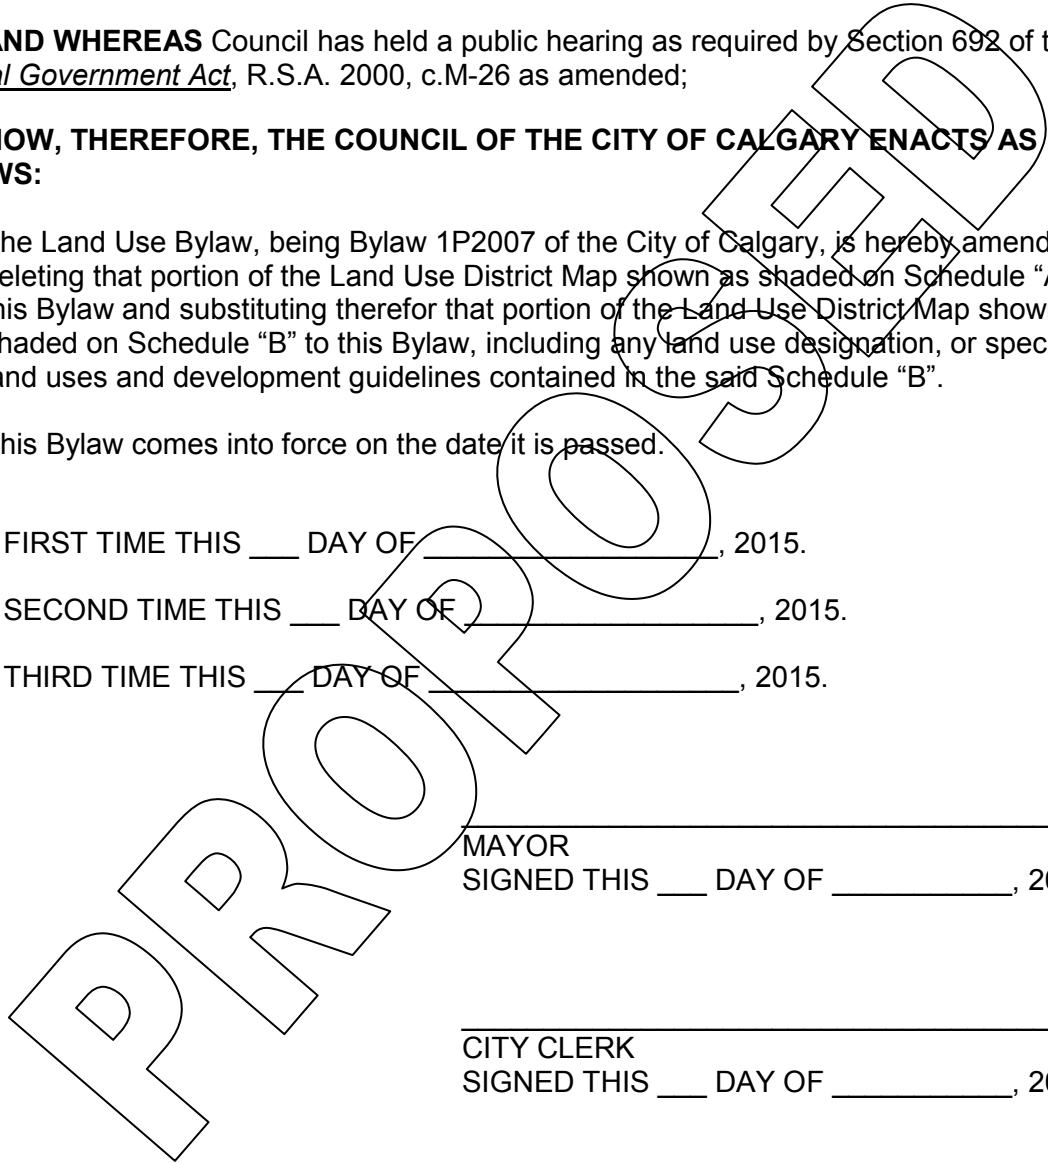 AND WHEREAS Council has held a public hearing as required by Section 692 of t
al Government Act, R.S.A. 2000, c.M-26 as amended;
NOW, THEREFORE, THE COUNCIL OF THE CITY OF CALGARY ENACTS AS
WS:
he Land Use Bylaw, being Bylaw 1P2007 of the City of Calgary, is hereby amend
eleting that portion of the Land Use District Map shown as shaded on Schedule “A
his Bylaw and substituting therefor that portion of the Land Use District Map show
haded on Schedule “B” to this Bylaw, including any land use designation, or spec
and uses and development guidelines contained in the said Schedule “B”.
his Bylaw comes into force on the date it is passed.
FIRST TIME THIS ___ DAY OF __________________, 2015.
SECOND TIME THIS ___ DAY OF __________________, 2015.
THIRD TIME THIS ___ DAY OF ___________________, 2015.
MAYOR
SIGNED THIS ___ DAY OF ___________, 20
CITY CLERK
SIGNED THIS ___ DAY OF ___________, 20
PROPOSED